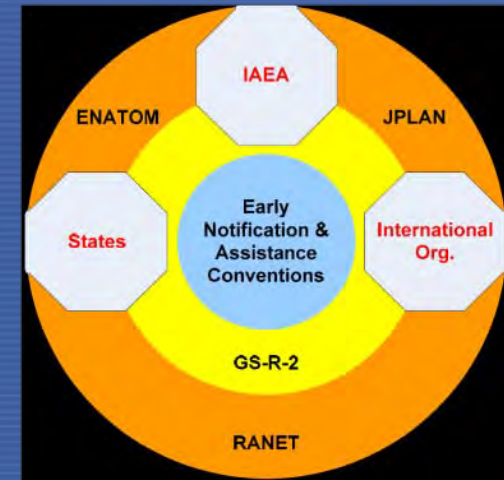 IAEA
ENATOM
JPLAN
Early
Notification &
Assistance
Conventions
States
International
Org.
GS-R-2
RANET